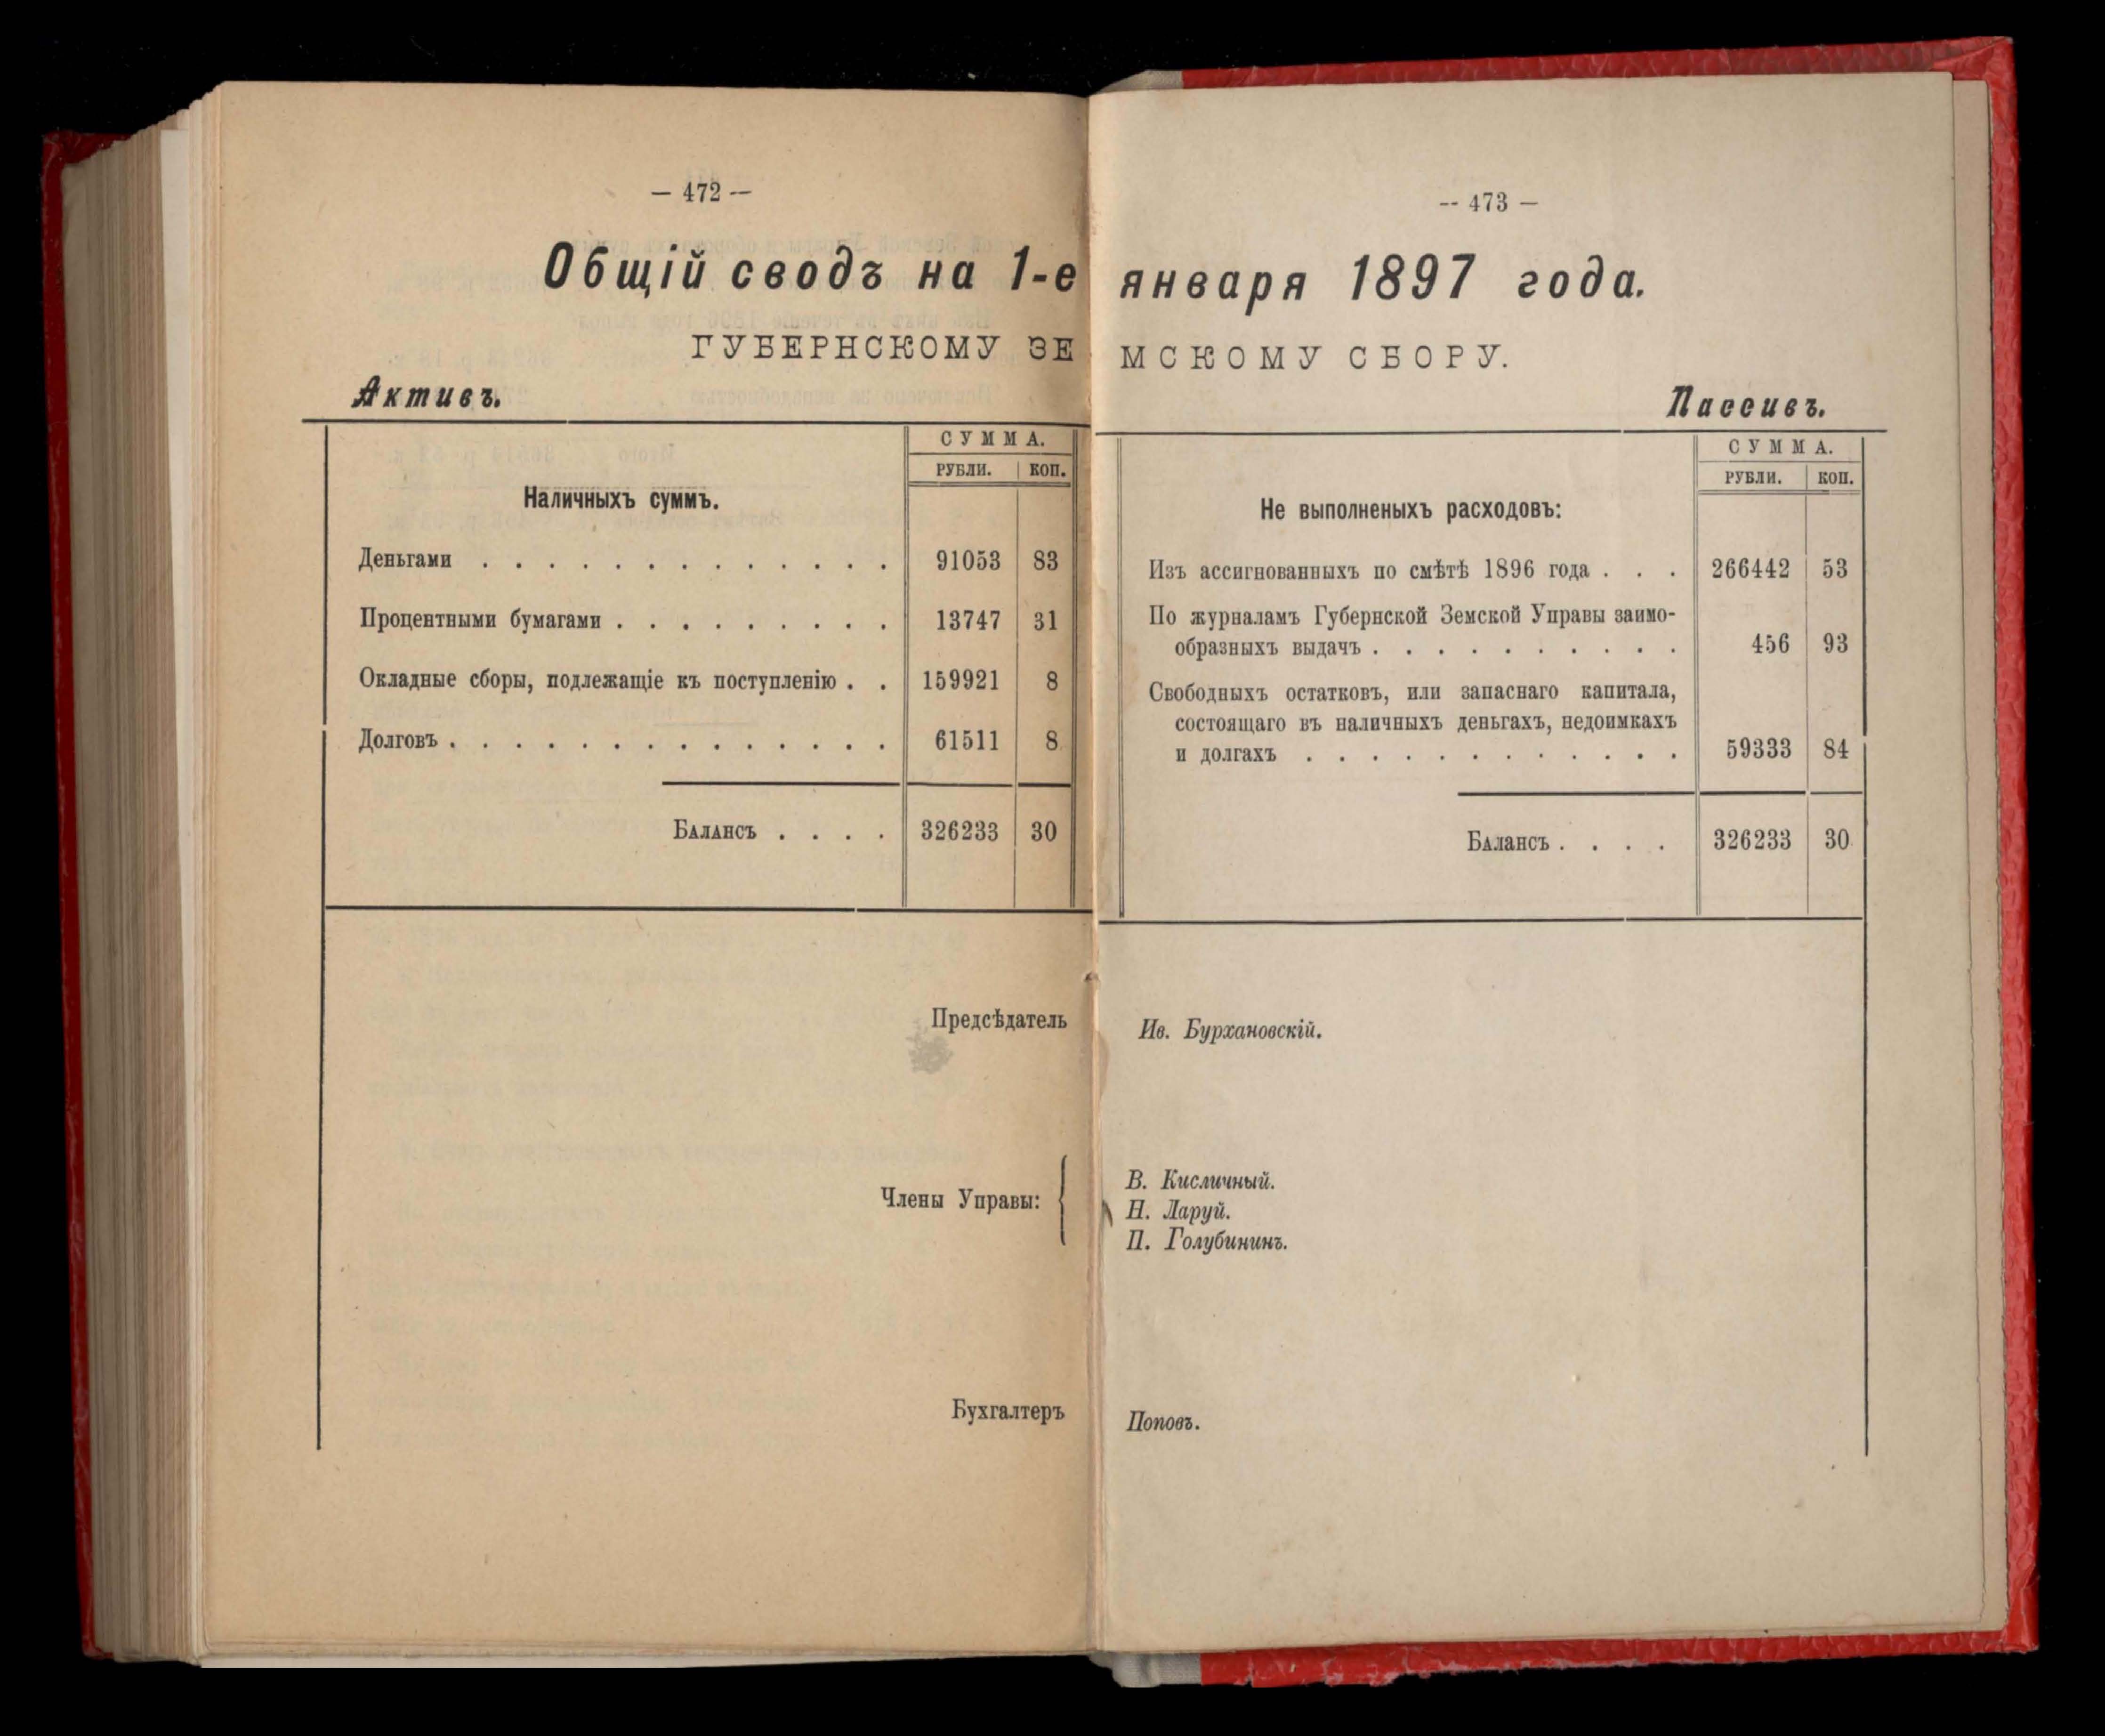 — 472 —
Общій сводъ на 1-е
ГУБЕРНСКОМУ ЗЕ
Активъ.
СУММА.
РУБЛИ. КОП.
Наличныхъ суммъ.
Деньгами . . . . . . . . . . . . . 91053 83
Процентными бумагами . . . . . . . . . 13747 31
Окладные сборы, подлежащіе къ поступленію . . 159921 8
Долговъ . . . . . . . . . . . . . . 61511 8
Балансъ . . . . 326233 30
Предсѣдатель
Члены Управы:
Бухгалтеръ
-- 473 —
января 1897 года.
МСКОМУ СБОРУ.
Пассивъ.
СУММА.
РУБЛИ. КОП.
Не выполненыхъ расходовъ:
Изъ ассигнованныхъ по смѣтѣ 1896 года . . . 266442 53
По журналамъ Губернской Земской Управы заимо-
образныхъ выдачъ . . . . . . . . . . 456 93
Свободныхъ остатковъ, или запаснаго капитала,
состоящаго въ наличныхъ деньгахъ, недоимкахъ
и долгахъ . . . . . . . . . . . . 59333 84
Балансъ . . . . 326233 30
Ив. Бурхановскій.
В. Кисличный.
Н. Ларуй.
П. Голубининъ.
Поповъ.